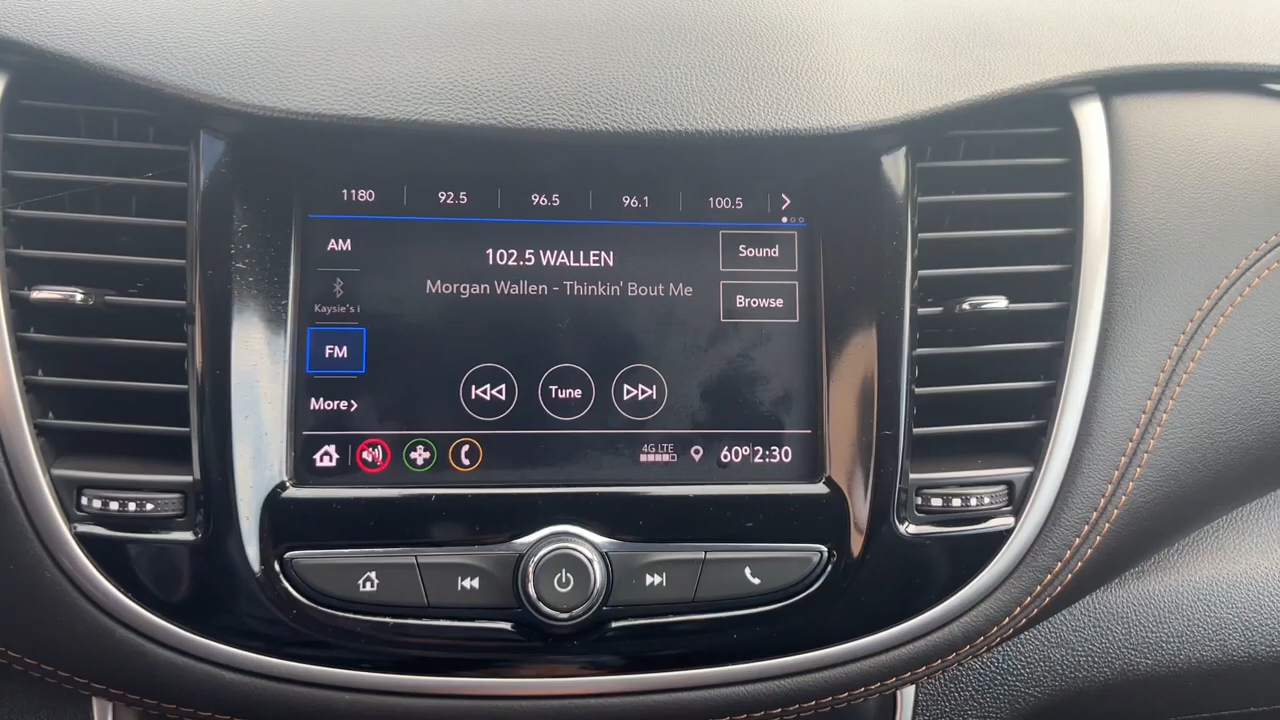 1180 92.5 96.5 96.1 100.5
AM
102.5 WALLEN
Sound
Morgan Wallen - Thinkin' Bout Me
Kaysie's i
Browse
FM
Tune
More
4G LTE
60° 2:30